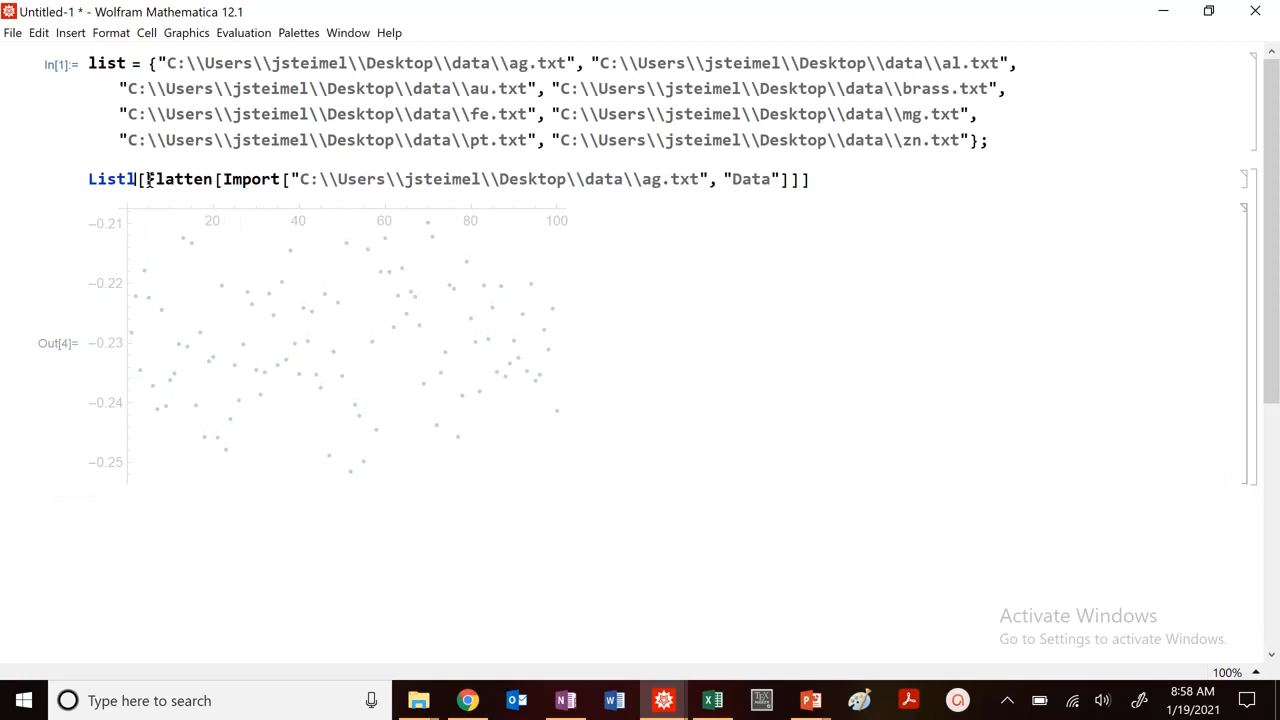 Untitled-1 * - Wolfram Mathematica 12.1
File Edit Insert Format Cell Graphics Evaluation Palettes Window Help
In[1]:= list = {"C:\\Users\\jsteimel\\Desktop\\data\\ag.txt", "C:\\Users\\jsteimel\\Desktop\\data\\al.txt",
"C:\\Users\\jsteimel\\Desktop\\data\\au.txt", "C:\\Users\\jsteimel\\Desktop\\data\\brass.txt",
"C:\\Users\\jsteimel\\Desktop\\data\\fe.txt", "C:\\Users\\jsteimel\\Desktop\\data\\mg.txt",
"C:\\Users\\jsteimel\\Desktop\\data\\pt.txt", "C:\\Users\\jsteimel\\Desktop\\data\\zn.txt"};
Listl[Flatten[Import["C:\\Users\\jsteimel\\Desktop\\data\\ag.txt", "Data"]]]
20 40 60 80 100
-0.21
-0.22
Out[4]= -0.23
-0.24
-0.25
Activate Windows
Go to Settings to activate Windows.
100%
Type here to search
8:58 AM
1/19/2021